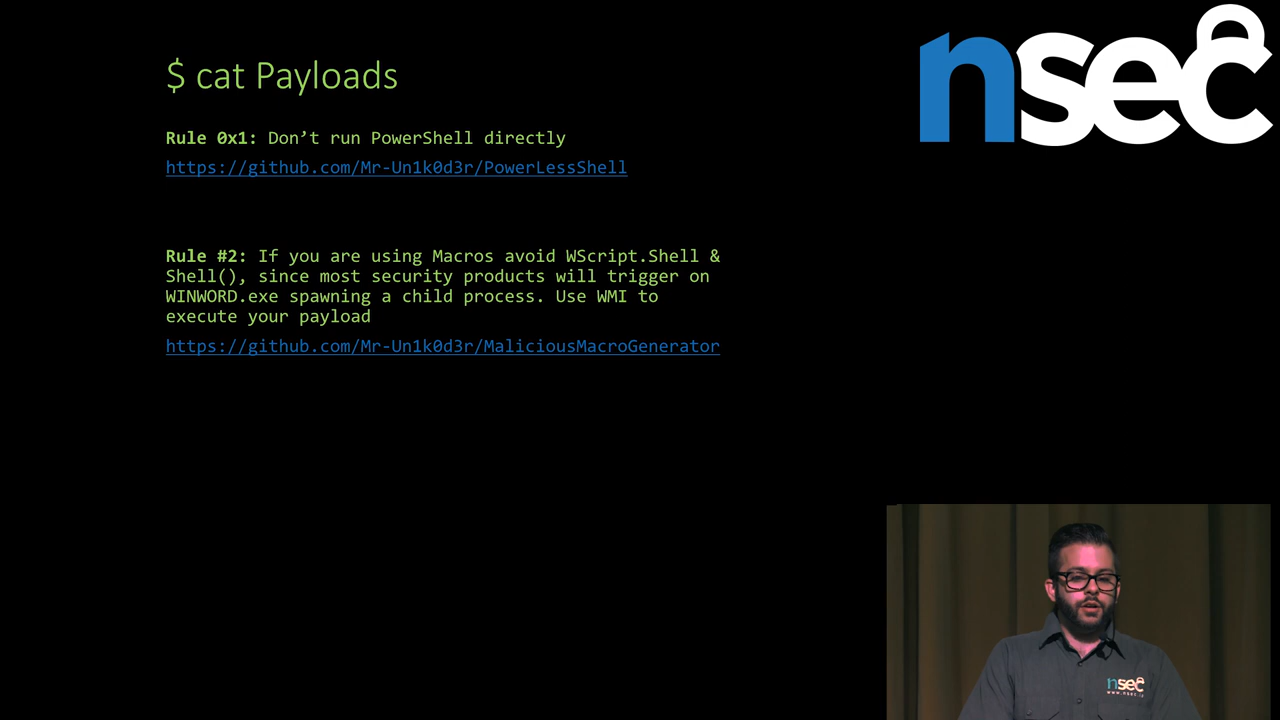 $ cat Payloads
nsec
Rule 0x1: Don’t run PowerShell directly
https://github.com/Mr-Un1k0d3r/PowerLessShell
Rule #2: If you are using Macros avoid WScript.Shell &
Shell(), since most security products will trigger on
WINWORD.exe spawning a child process. Use WMI to
execute your payload
https://github.com/Mr-Un1k0d3r/MaliciousMacroGenerator
nsec